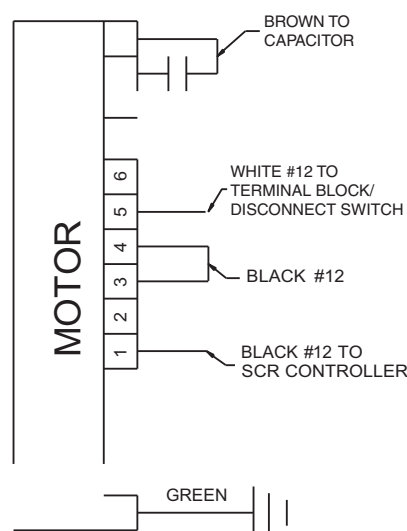 BROWN TO
CAPACITOR
6
WHITE #12 TO
TERMINAL BLOCK/
DISCONNECT SWITCH
5
4
BLACK #12
3
2
1
BLACK #12 TO
SCR CONTROLLER
MOTOR
GREEN